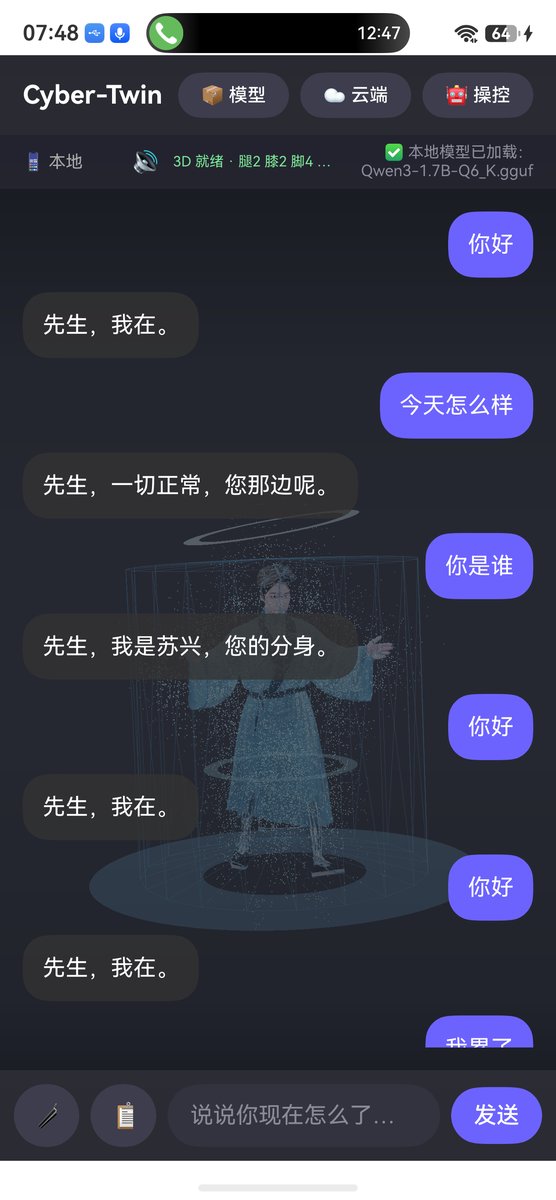 07:48
12:47
64
Cyber-Twin
模型
云端
操控
本地
3D 就绪 · 腿2 膝2 脚4 ...
本地模型已加载:
Qwen3-1.7B-Q6_K.gguf
你好
先生，我在。
今天怎么样
先生，一切正常，您那边呢。
你是谁
先生，我是苏兴，您的分身。
你好
先生，我在。
你好
先生，我在。
我累了
说说你现在怎么了...
发送